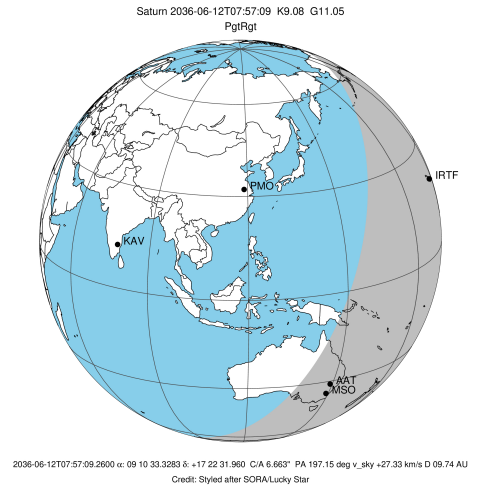 Saturn 2036-06-12T07:57:09 K9.08 G11.05
PgtRgt
IRTF
PMO
KAV
AAT
MSO
2036-06-12T07:57:09.2600 α: 09 10 33.3283 δ: +17 22 31.960 C/A 6.663" PA 197.15 deg v_sky +27.33 km/s D 09.74 AU
Credit: Styled after SORA/Lucky Star